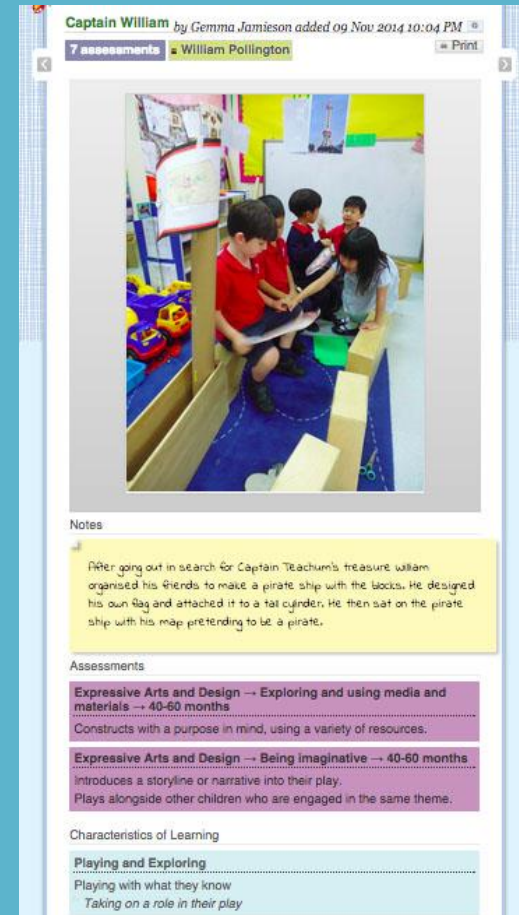 Captain William by Gemma Jamieson added 09 Nov 2014 10:04 PM
7 assessments William Pollington Print
Notes
After going out in search for Captain Teachum's treasure william
organised his friends to make a pirate ship with the blocks. He designed
his own flag and attached it to a tall cylinder. He then sat on the pirate
ship with his map pretending to be a pirate.
Assessments
Expressive Arts and Design → Exploring and using media and
materials → 40-60 months
Constructs with a purpose in mind, using a variety of resources.
Expressive Arts and Design → Being imaginative → 40-60 months
Introduces a storyline or narrative into their play.
Plays alongside other children who are engaged in the same theme.
Characteristics of Learning
Playing and Exploring
Playing with what they know
Taking on a role in their play